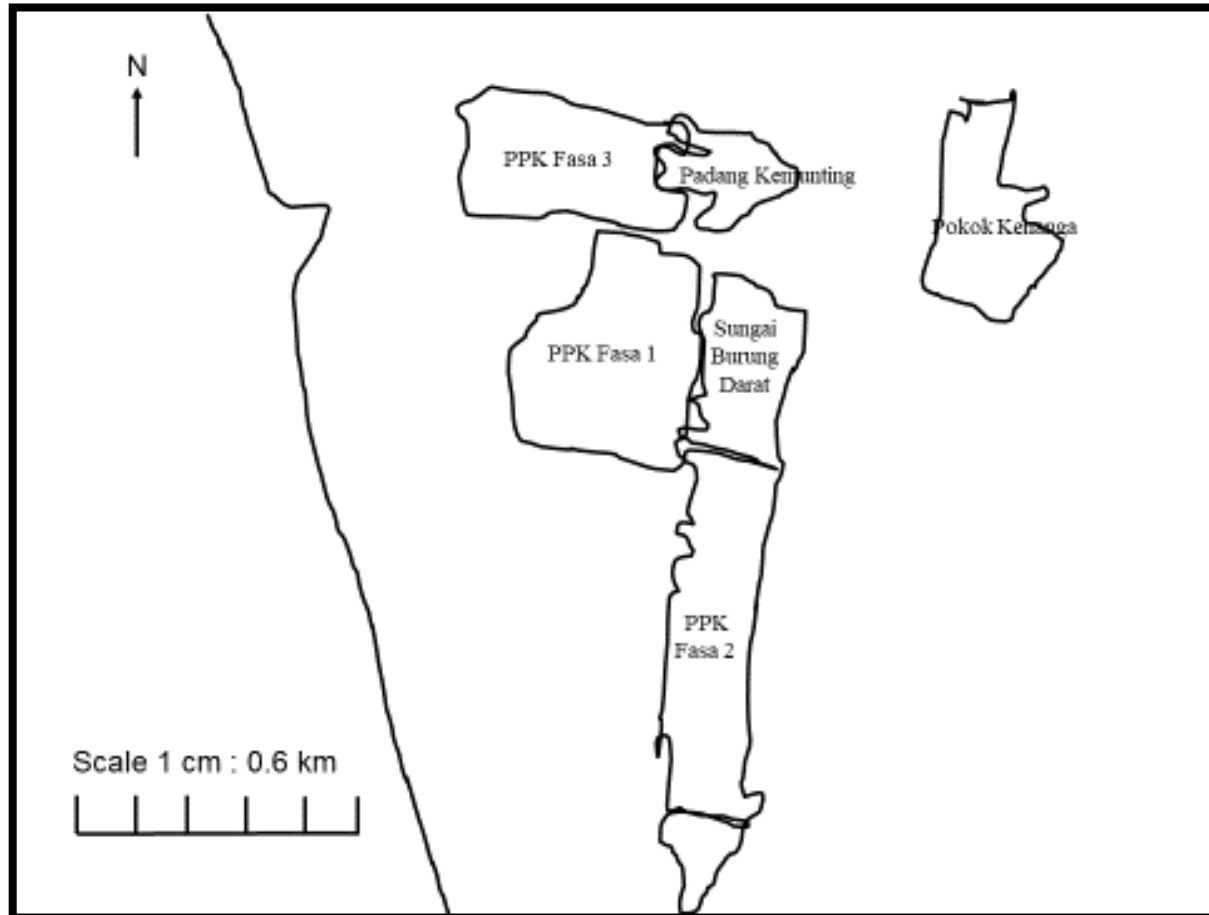 N
PPK Fasa 3
Padang Kemunting
Pokok Kenanga
PPK Fasa 1
Sungai
Burung
Darat
PPK
Fasa 2
Scale 1 cm : 0.6 km